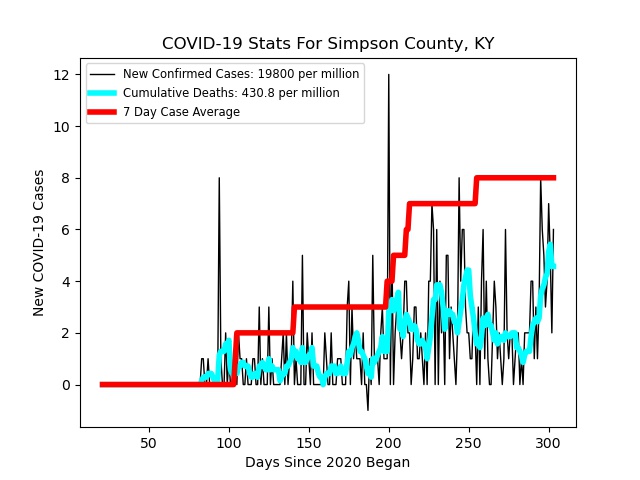 COVID-19 Stats For Simpson County, KY
New Confirmed Cases: 19800 per million
Cumulative Deaths: 430.8 per million
7 Day Case Average
12
10
8
6
4
2
0
New COVID-19 Cases
50 100 150 200 250 300
Days Since 2020 Began